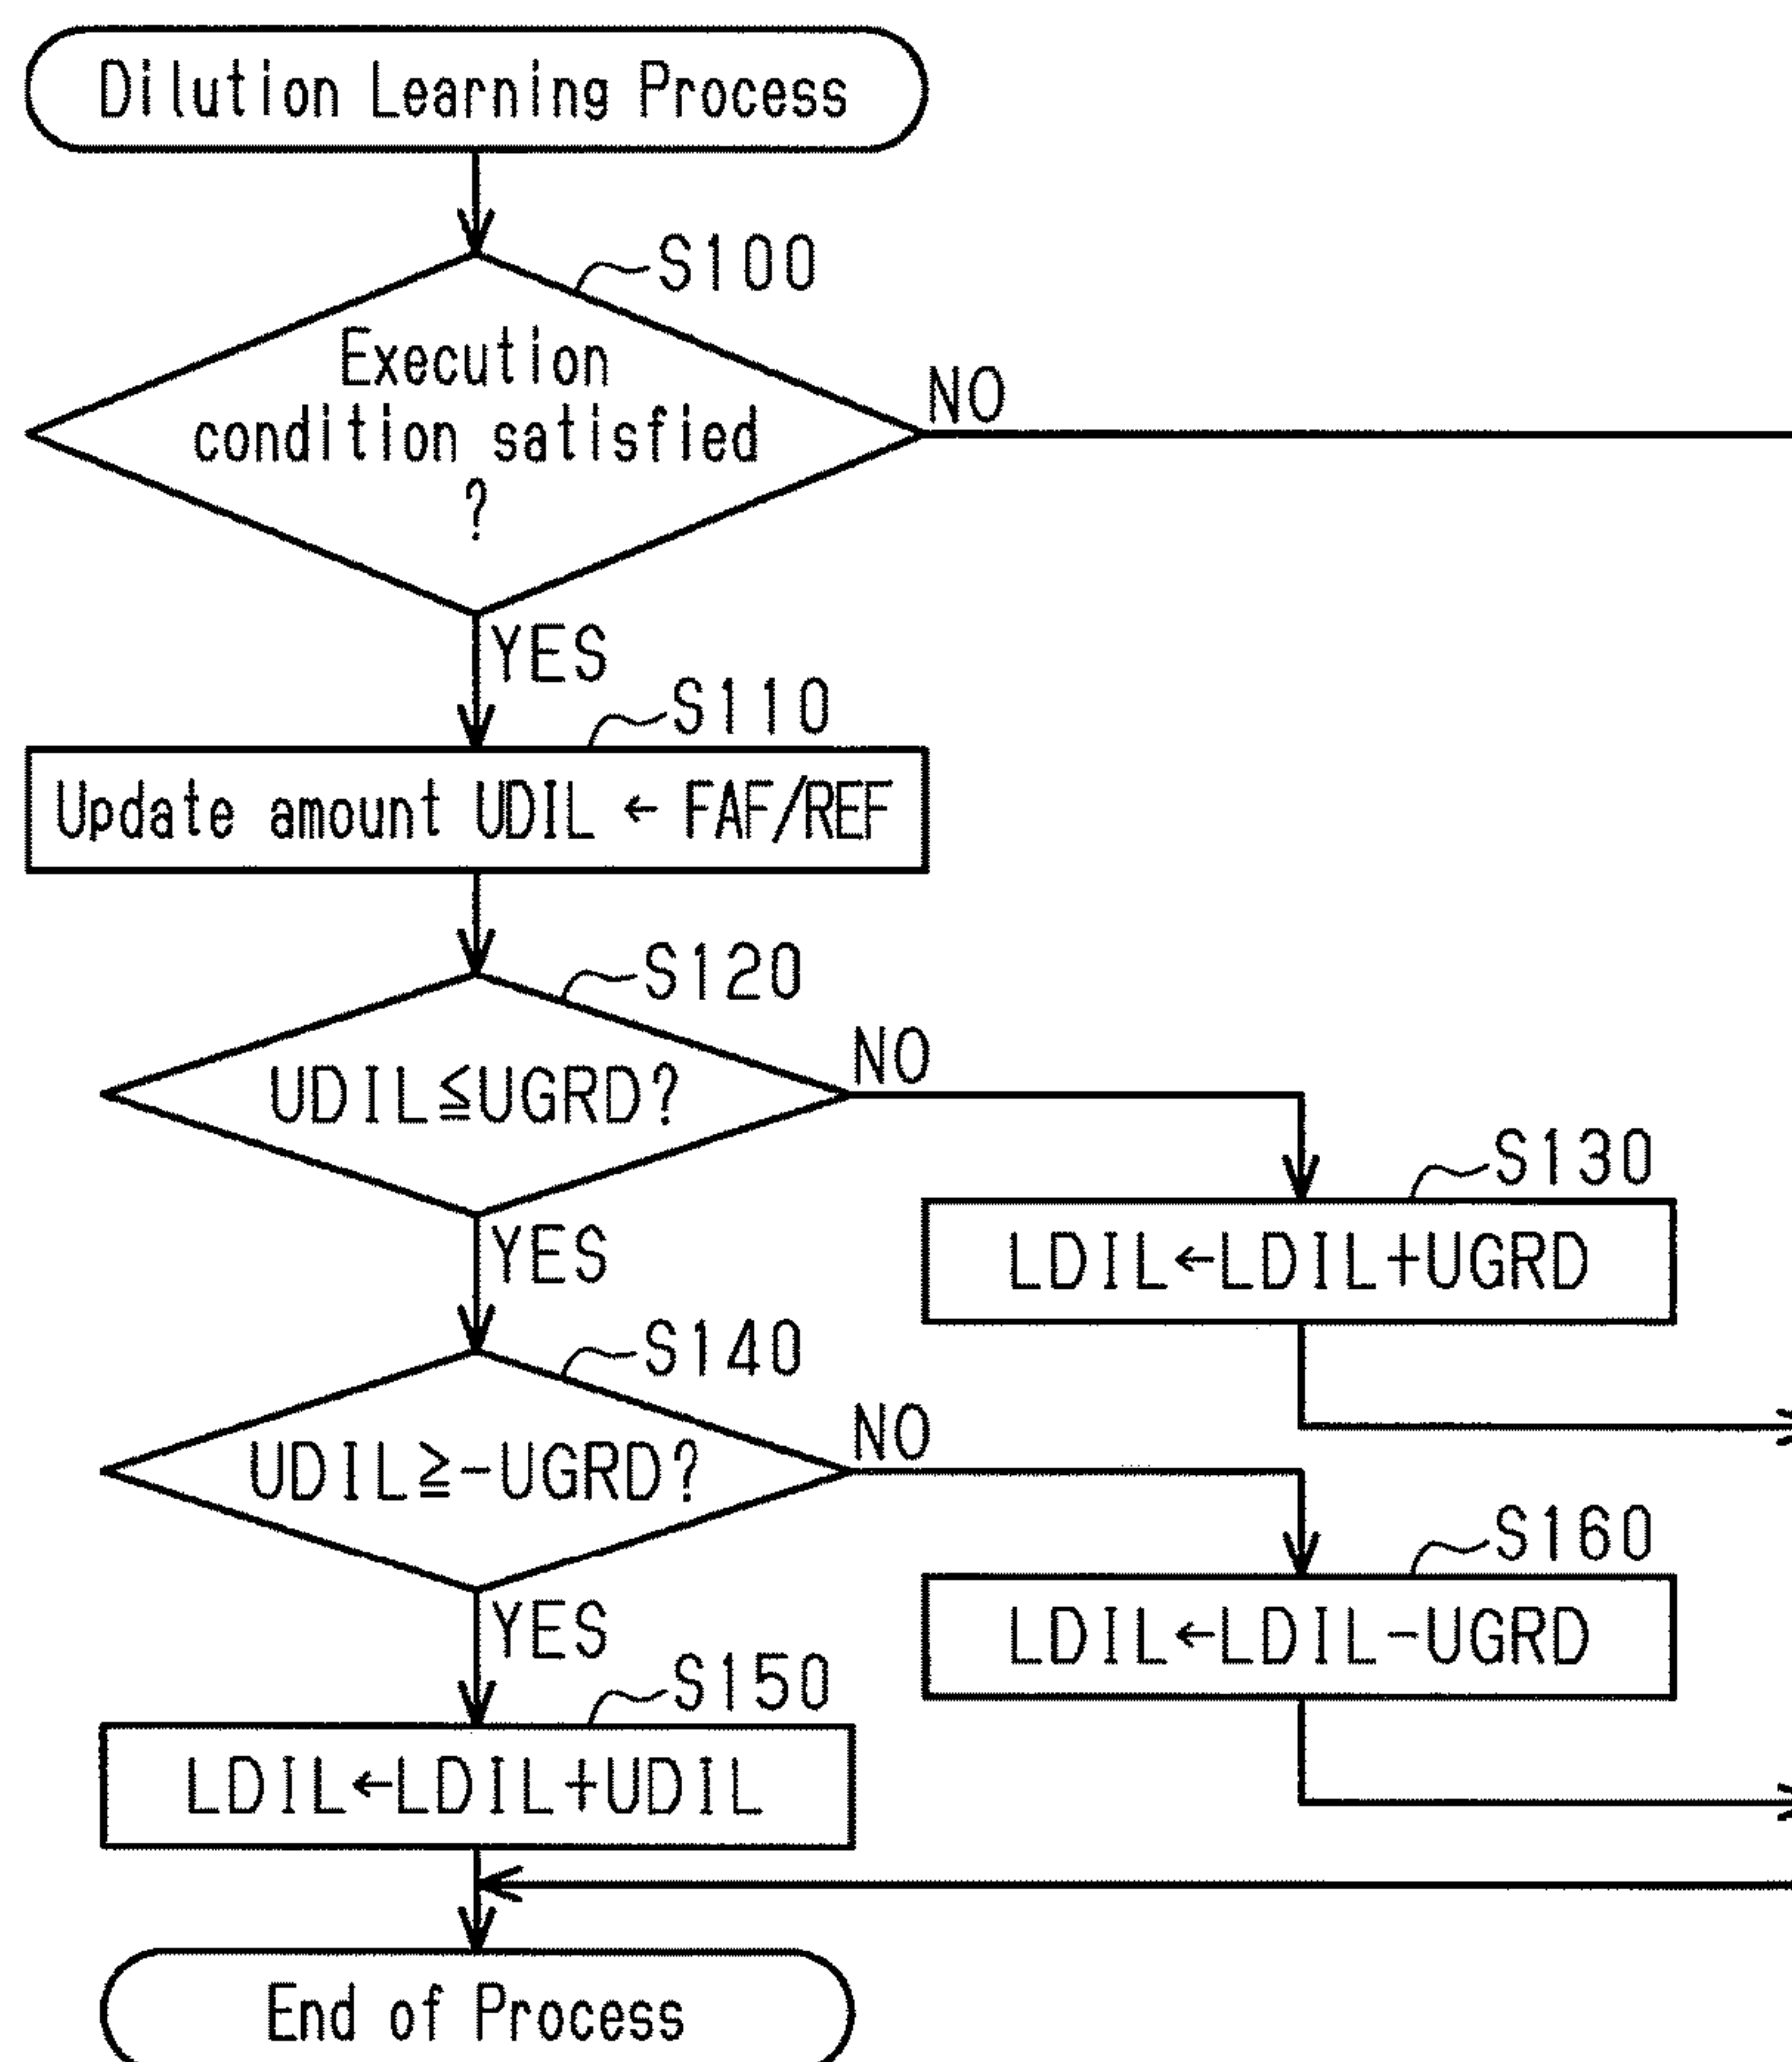 Dilution Learning Process
S100
Execution
condition satisfied
?
NO
YES
S110
Update amount UDIL ← FAF/REF
S120
UDIL≦UGRD?
NO
YES
S130
LDIL←LDIL+UGRD
S140
UDIL≧-UGRD?
NO
YES
S160
LDIL←LDIL-UGRD
S150
LDIL←LDIL+UDIL
End of Process